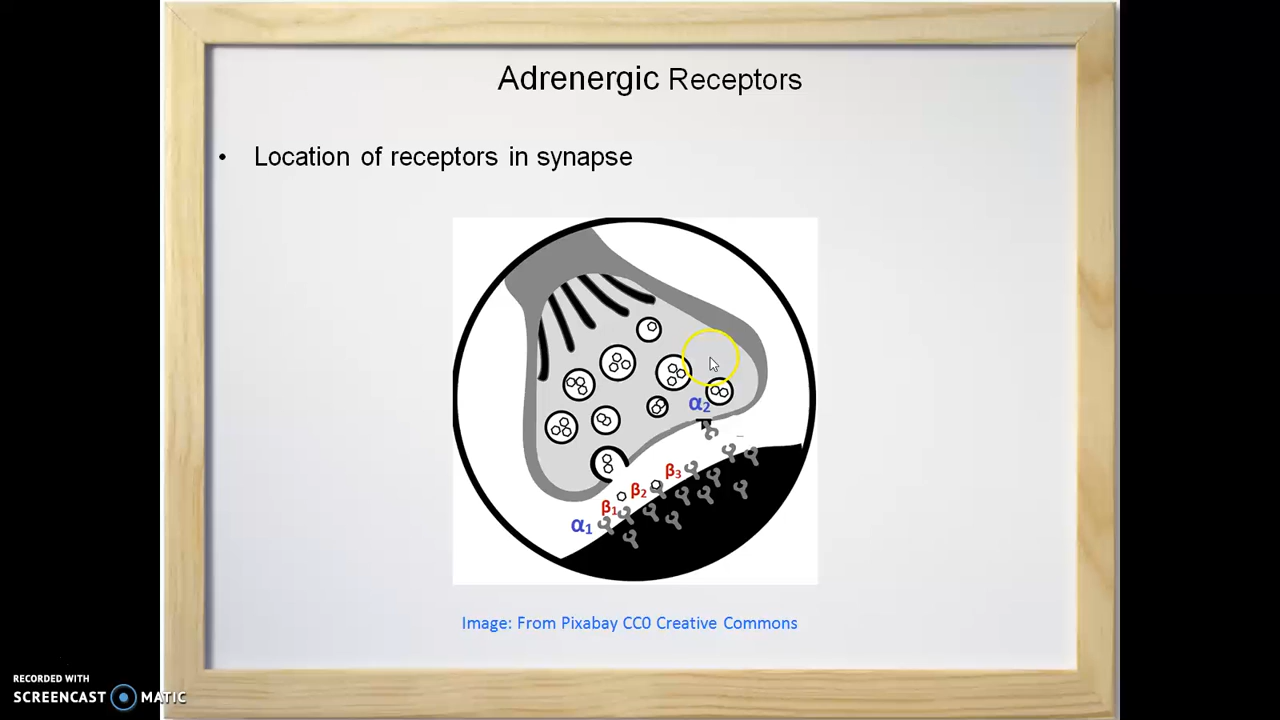 Adrenergic Receptors
• Location of receptors in synapse
α2
β3
β2
β1
α1
Image: From Pixabay CC0 Creative Commons
RECORDED WITH
SCREENCAST MATIC